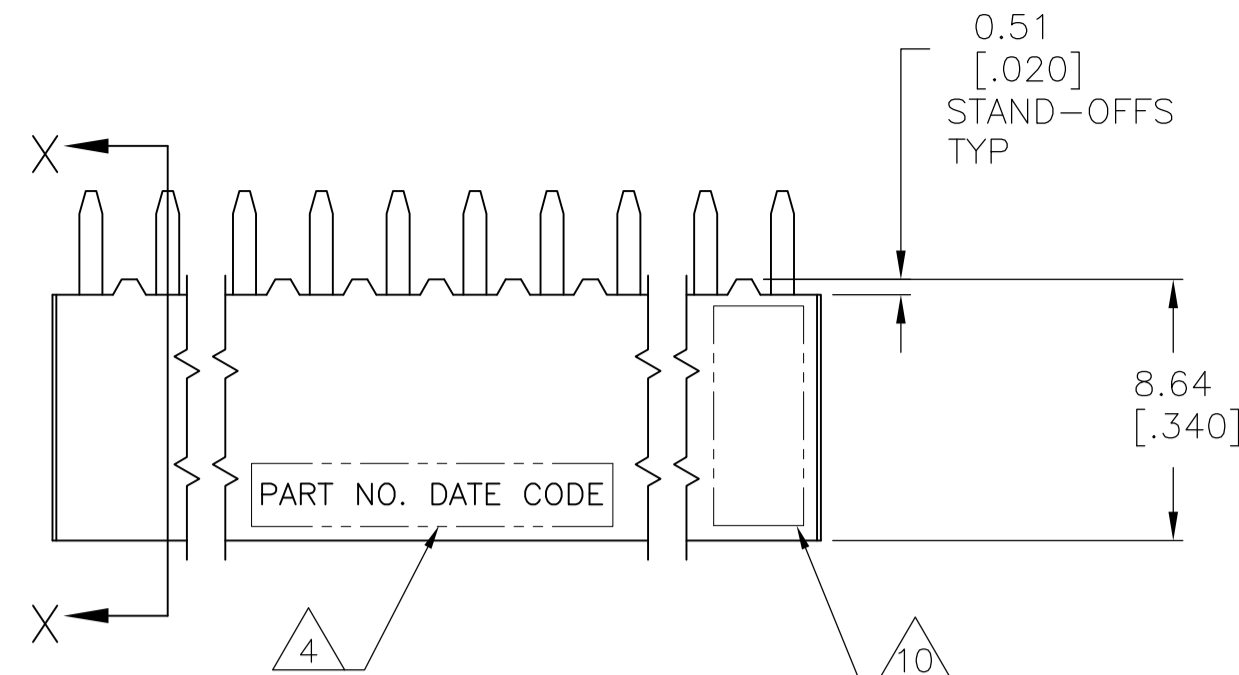 0.51
[.020]
STAND-OFFS
TYP
X
8.64
[.340]
PART NO. DATE CODE
X
4
10